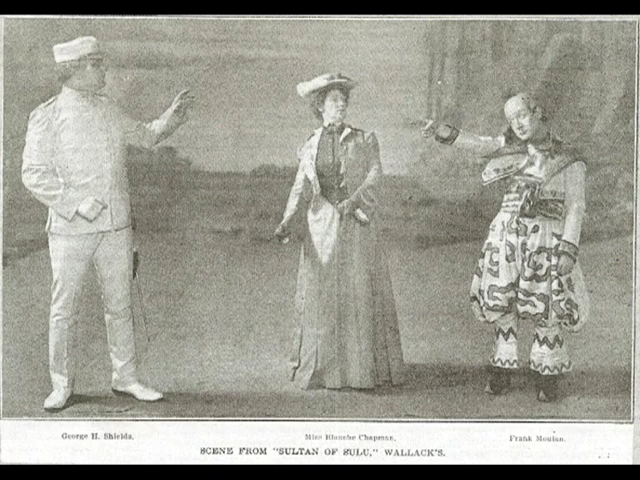 George H. Shields. Miss Blanche Chapman. Frank Moulan.
SCENE FROM "SULTAN OF SULU," WALLACK'S.